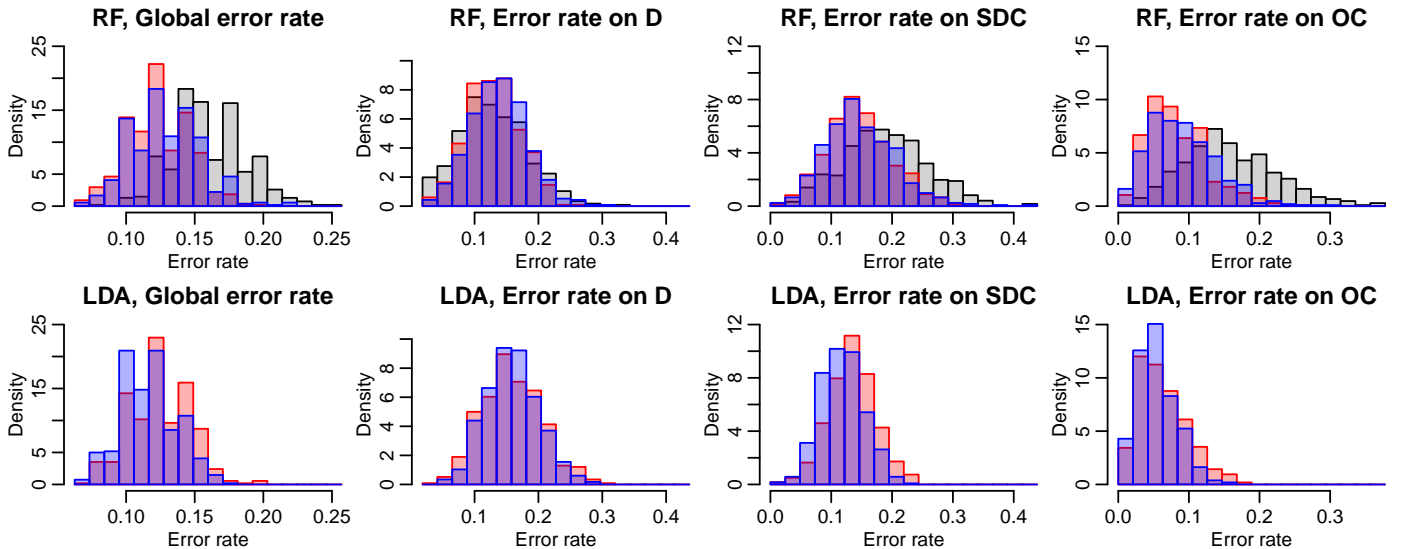 RF, Global error rate
RF, Error rate on D
RF, Error rate on SDC
RF, Error rate on OC
Density
0 5 15 25
0.10 0.15 0.20 0.25
Error rate
Density
0 2 4 6 8
0.1 0.2 0.3 0.4
Error rate
Density
0 4 8 12
0.0 0.1 0.2 0.3 0.4
Error rate
Density
0 5 10 15
0.0 0.1 0.2 0.3
Error rate
LDA, Global error rate
LDA, Error rate on D
LDA, Error rate on SDC
LDA, Error rate on OC
Density
0 5 15 25
0.10 0.15 0.20 0.25
Error rate
Density
0 2 4 6 8
0.1 0.2 0.3 0.4
Error rate
Density
0 4 8 12
0.0 0.1 0.2 0.3 0.4
Error rate
Density
0 5 10 15
0.0 0.1 0.2 0.3
Error rate